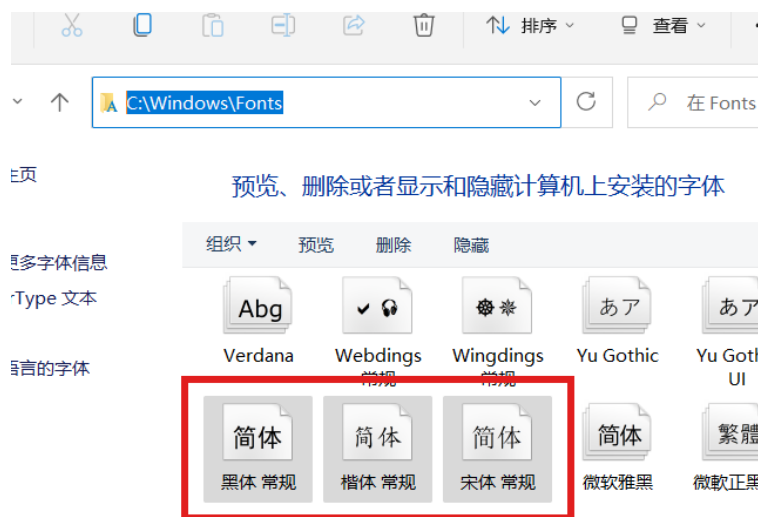 排序
查看
C:\Windows\Fonts
在 Fonts
主页
预览、删除或者显示和隐藏计算机上安装的字体
组织
预览
删除
隐藏
更多字体信息
Type 文本
语言的字体
Abg
あア
あア
Verdana
Webdings
常规
Wingdings
常规
Yu Gothic
Yu Goth
UI
简体
简体
简体
简体
繁體
黑体 常规
楷体 常规
宋体 常规
微软雅黑
微軟正黑